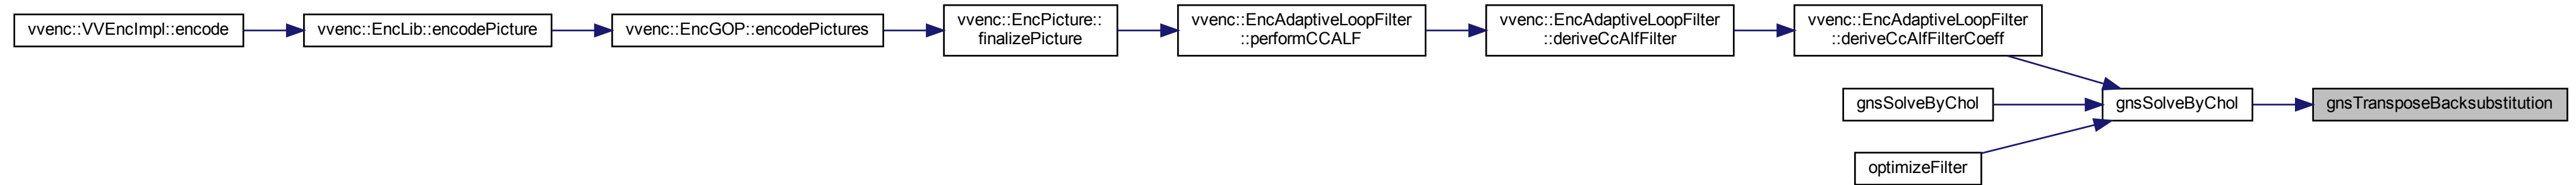 vvenc::VVEncImpl::encode
vvenc::EncLib::encodePicture
vvenc::EncGOP::encodePictures
vvenc::EncPicture::
finalizePicture
vvenc::EncAdaptiveLoopFilter
::performCCALF
vvenc::EncAdaptiveLoopFilter
::deriveCcAlfFilter
vvenc::EncAdaptiveLoopFilter
::deriveCcAlfFilterCoeff
gnsSolveByChol
gnsSolveByChol
gnsTransposeBacksubstitution
optimizeFilter